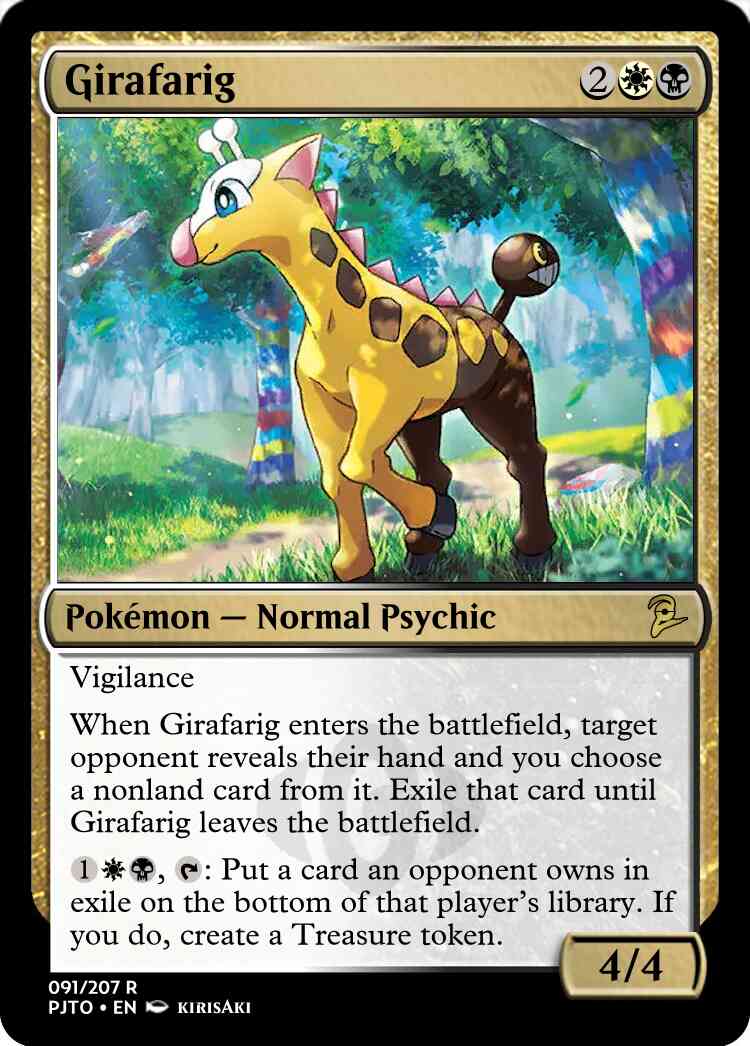 Girafarig 2
Pokémon — Normal Psychic
Vigilance
When Girafarig enters the battlefield, target
opponent reveals their hand and you choose
a nonland card from it. Exile that card until
Girafarig leaves the battlefield.
1, : Put a card an opponent owns in
exile on the bottom of that player's library. If
you do, create a Treasure token.
4/4
091/207 R
PJTO • EN KIRISAKI